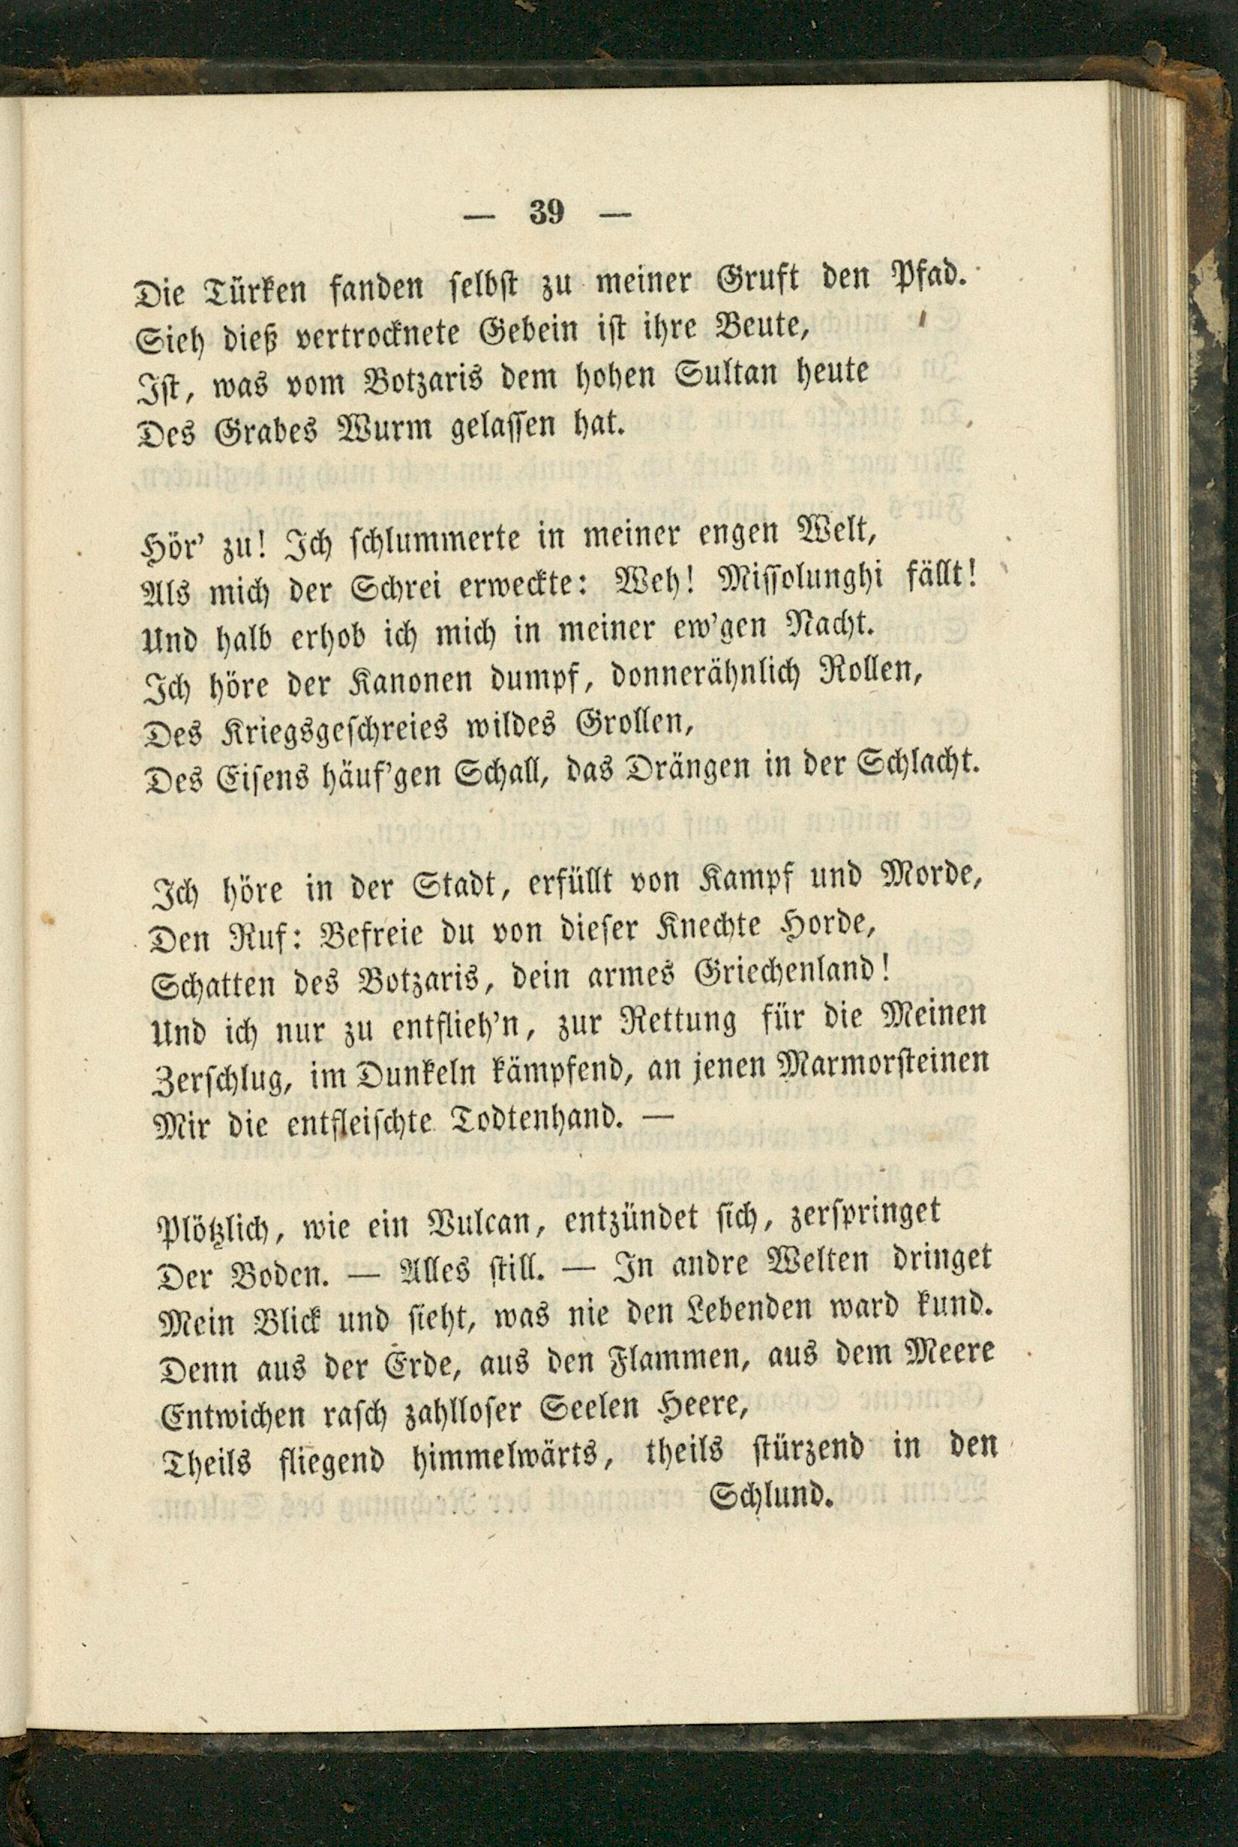 — 39 —
Die Türken fanden selbst zu meiner Gruft den Pfad.
Sieh dieß vertrocknete Gebein ist ihre Beute,
Ist, was vom Botzaris dem hohen Sultan heute
Des Grabes Wurm gelassen hat.
Hör' zu! Ich schlummerte in meiner engen Welt,
Als mich der Schrei erweckte: Weh! Missolunghi fällt!
Und halb erhob ich mich in meiner ew'gen Nacht.
Ich höre der Kanonen dumpf, donnerähnlich Rollen,
Des Kriegsgeschreies wildes Grollen,
Des Eisens häuf'gen Schall, das Drängen in der Schlacht.
Ich höre in der Stadt, erfüllt von Kampf und Morde,
Den Ruf: Befreie du von dieser Knechte Horde,
Schatten des Botzaris, dein armes Griechenland!
Und ich nur zu entflieh'n, zur Rettung für die Meinen
Zerschlug, im Dunkeln kämpfend, an jenen Marmorsteinen
Mir die entfleischte Todtenhand. —
Plötzlich, wie ein Vulcan, entzündet sich, zerspringet
Der Boden. — Alles still. — In andre Welten dringet
Mein Blick und sieht, was nie den Lebenden ward kund.
Denn aus der Erde, aus den Flammen, aus dem Meere
Entwichen rasch zahlloser Seelen Heere,
Theils fliegend himmelwärts, theils stürzend in den
Schlund.